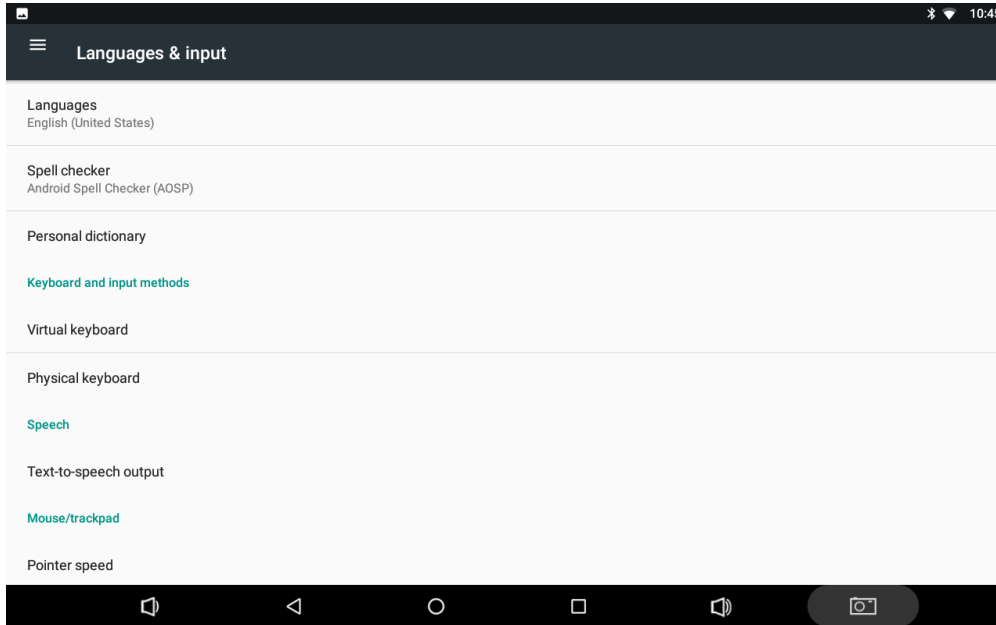 10:45
Languages & input
Languages
English (United States)
Spell checker
Android Spell Checker (AOSP)
Personal dictionary
Keyboard and input methods
Virtual keyboard
Physical keyboard
Speech
Text-to-speech output
Mouse/trackpad
Pointer speed